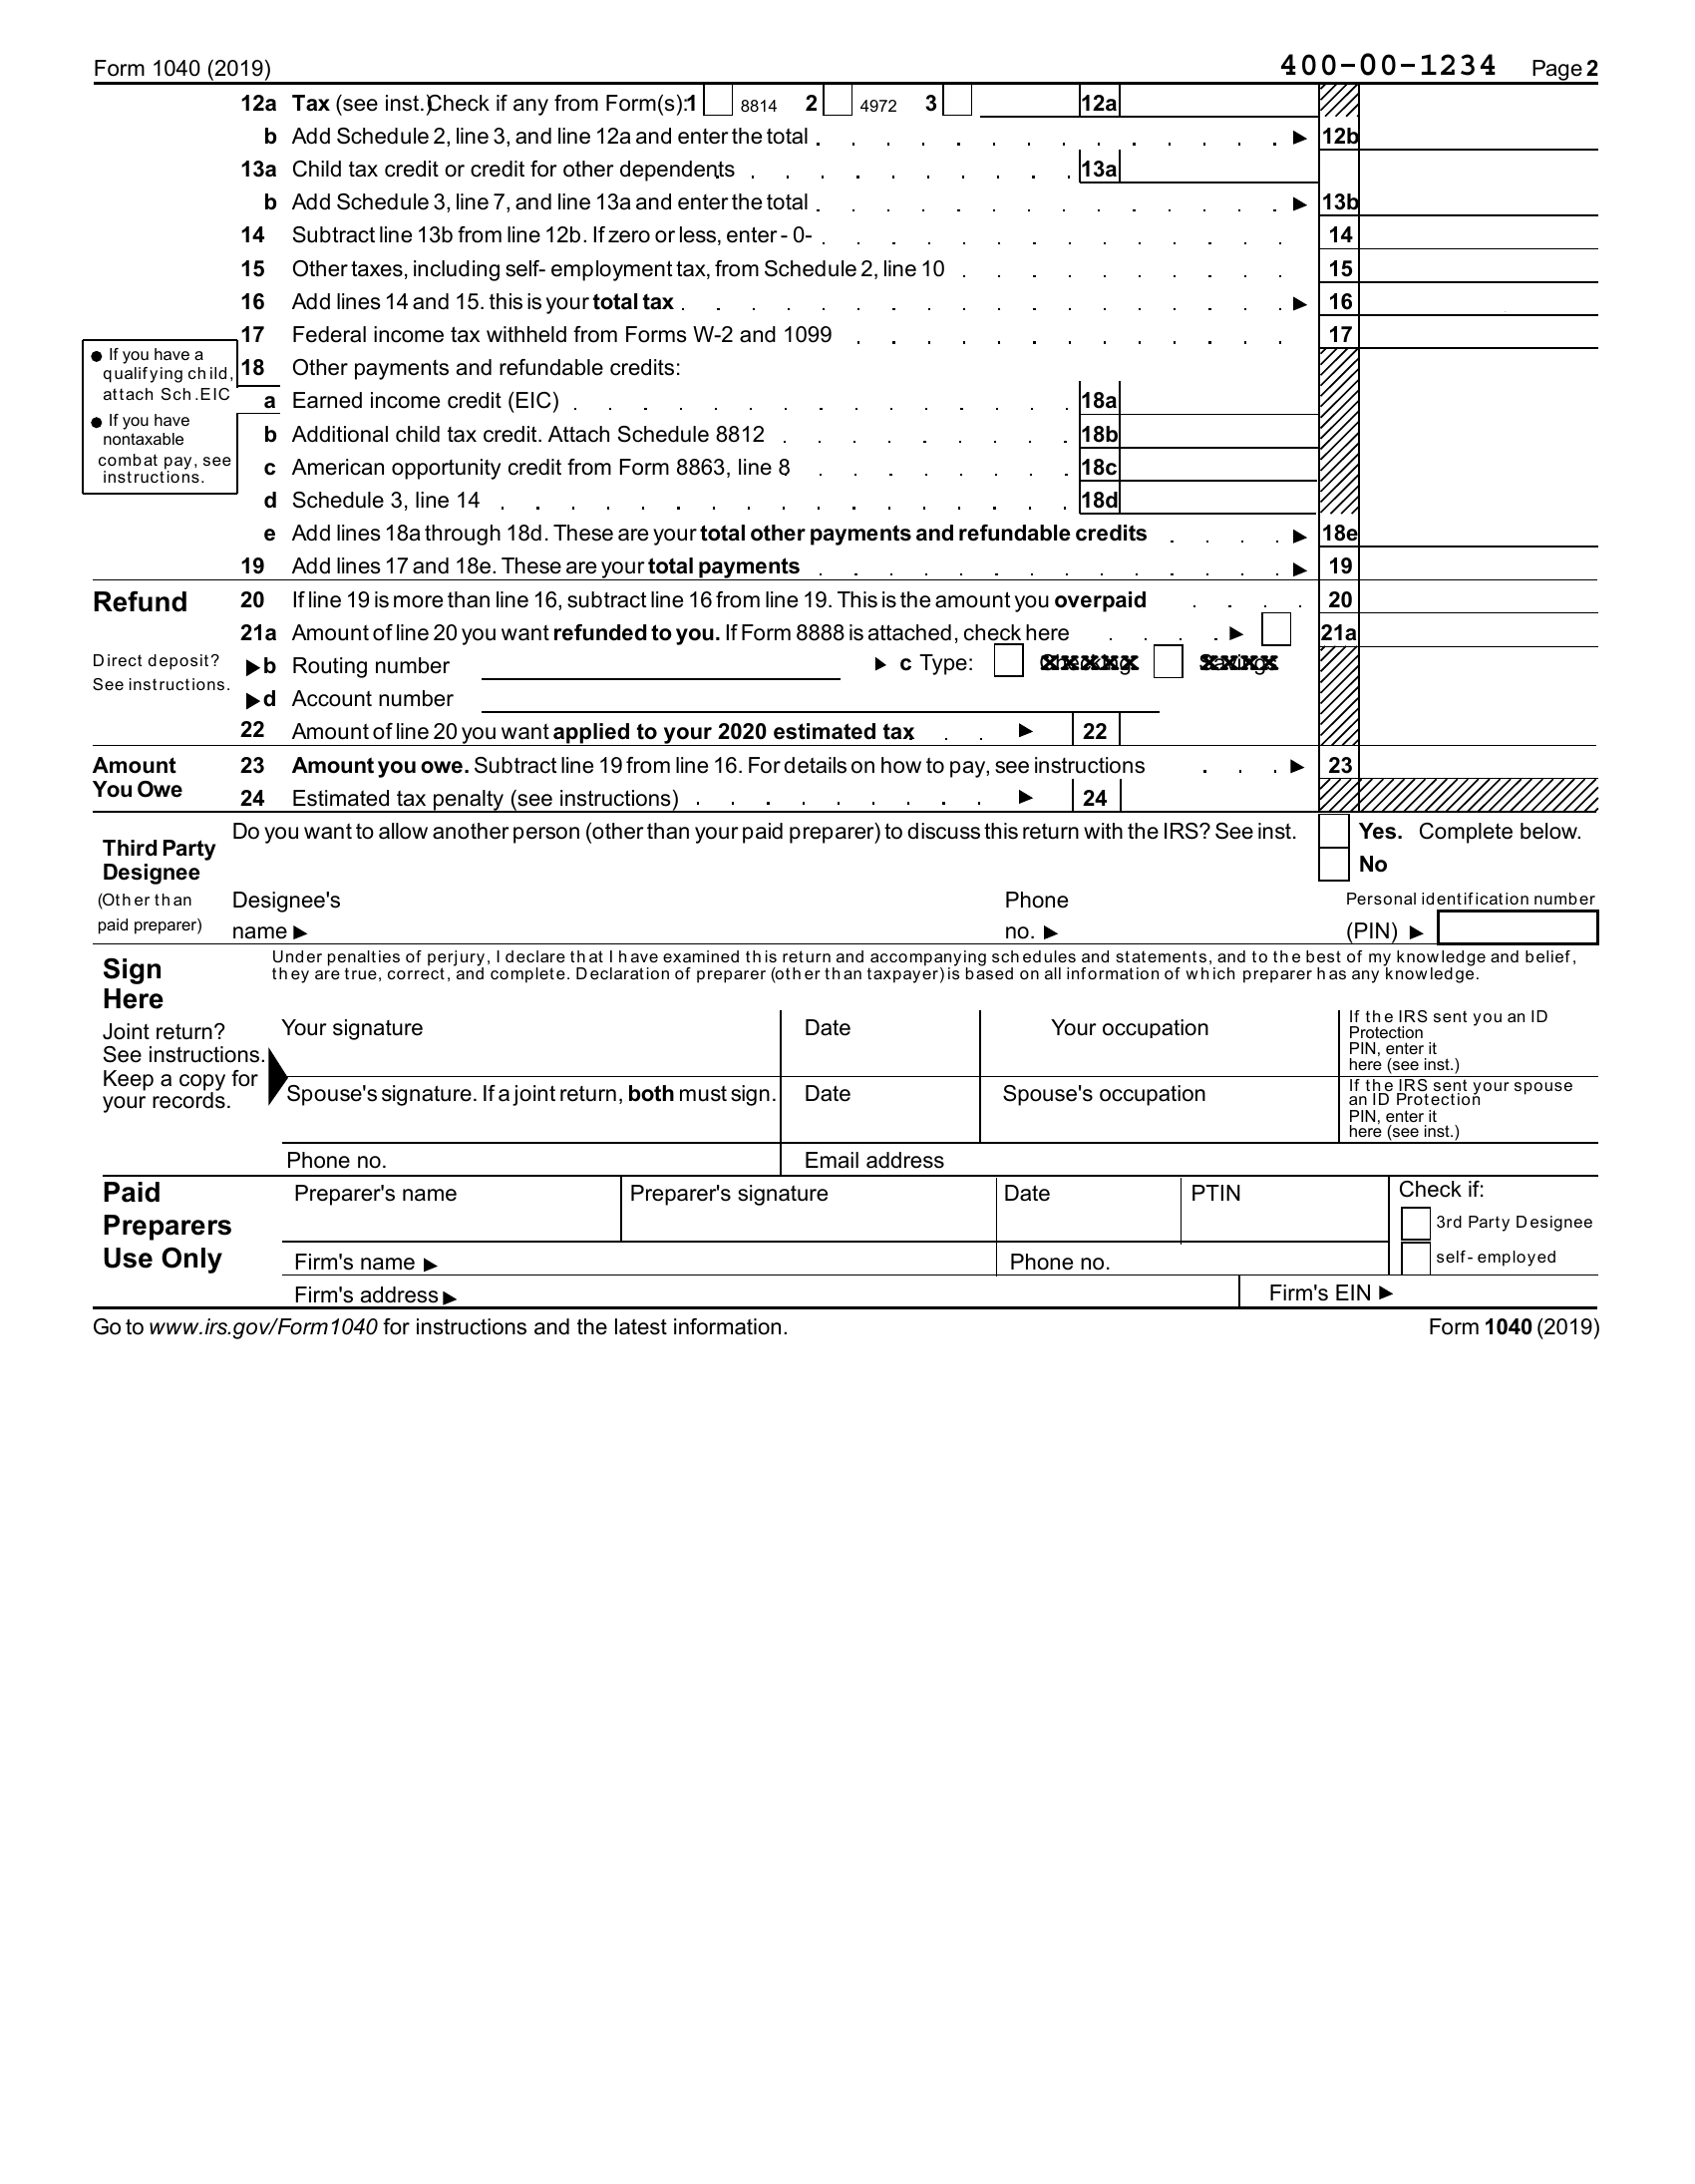 Form 1040 (2019) 400-00-1234 Page 2
12a Tax (see inst.) Check if any from Form(s): 1 8814 2 4972 3 12a
b Add Schedule 2, line 3, and line 12a and enter the total . . . . . . . . . . . . . . ▶ 12b
13a Child tax credit or credit for other dependents . . . . . . . . . . 13a
b Add Schedule 3, line 7, and line 13a and enter the total . . . . . . . . . . . . . . ▶ 13b
14 Subtract line 13b from line 12b. If zero or less, enter - 0- . . . . . . . . . . . . . . 14
15 Other taxes, including self- employment tax, from Schedule 2, line 10 . . . . . . . . . . 15
16 Add lines 14 and 15. this is your total tax . . . . . . . . . . . . . . . . . . ▶ 16
17 Federal income tax withheld from Forms W-2 and 1099 . . . . . . . . . . . . . 17
● If you have a
qualifying child,
attach Sch.EIC
● If you have
nontaxable
combat pay, see
instructions.
18 Other payments and refundable credits:
a Earned income credit (EIC) . . . . . . . . . . . . . . . 18a
b Additional child tax credit. Attach Schedule 8812 . . . . . . . . . 18b
c American opportunity credit from Form 8863, line 8 . . . . . . . . 18c
d Schedule 3, line 14 . . . . . . . . . . . . . . . . . 18d
e Add lines 18a through 18d. These are your total other payments and refundable credits . . . . ▶ 18e
19 Add lines 17 and 18e. These are your total payments . . . . . . . . . . . . . . ▶ 19
Refund 20 If line 19 is more than line 16, subtract line 16 from line 19. This is the amount you overpaid . . . . 20
21a Amount of line 20 you want refunded to you. If Form 8888 is attached, check here . . . . ▶ 21a
Direct deposit?
See instructions.
▶ b Routing number ▶ c Type:
▶ d Account number
22 Amount of line 20 you want applied to your 2020 estimated tax . . . ▶ 22
Amount
You Owe
23 Amount you owe. Subtract line 19 from line 16. For details on how to pay, see instructions . . . ▶ 23
24 Estimated tax penalty (see instructions) . . . . . . . . . ▶ 24
Third Party
Designee
(Other than
paid preparer)
Do you want to allow another person (other than your paid preparer) to discuss this return with the IRS? See inst. Yes. Complete below.
No
Designee's
name ▶
Phone
no. ▶
Personal identification number
(PIN) ▶
Sign
Here
Under penalties of perjury, I declare that I have examined this return and accompanying schedules and statements, and to the best of my knowledge and belief,
they are true, correct, and complete. Declaration of preparer (other than taxpayer) is based on all information of which preparer has any knowledge.
Joint return?
See instructions.
Keep a copy for
your records.
Your signature Date Your occupation
If the IRS sent you an ID
Protection
PIN, enter it
here (see inst.)
Spouse's signature. If a joint return, both must sign. Date Spouse's occupation
If the IRS sent your spouse
an ID Protection
PIN, enter it
here (see inst.)
Phone no. Email address
Paid
Preparers
Use Only
Preparer's name Preparer's signature Date PTIN Check if:
3rd Party Designee
self- employed
Firm's name ▶ Phone no.
Firm's address ▶ Firm's EIN ▶
Go to www.irs.gov/Form1040 for instructions and the latest information. Form 1040 (2019)